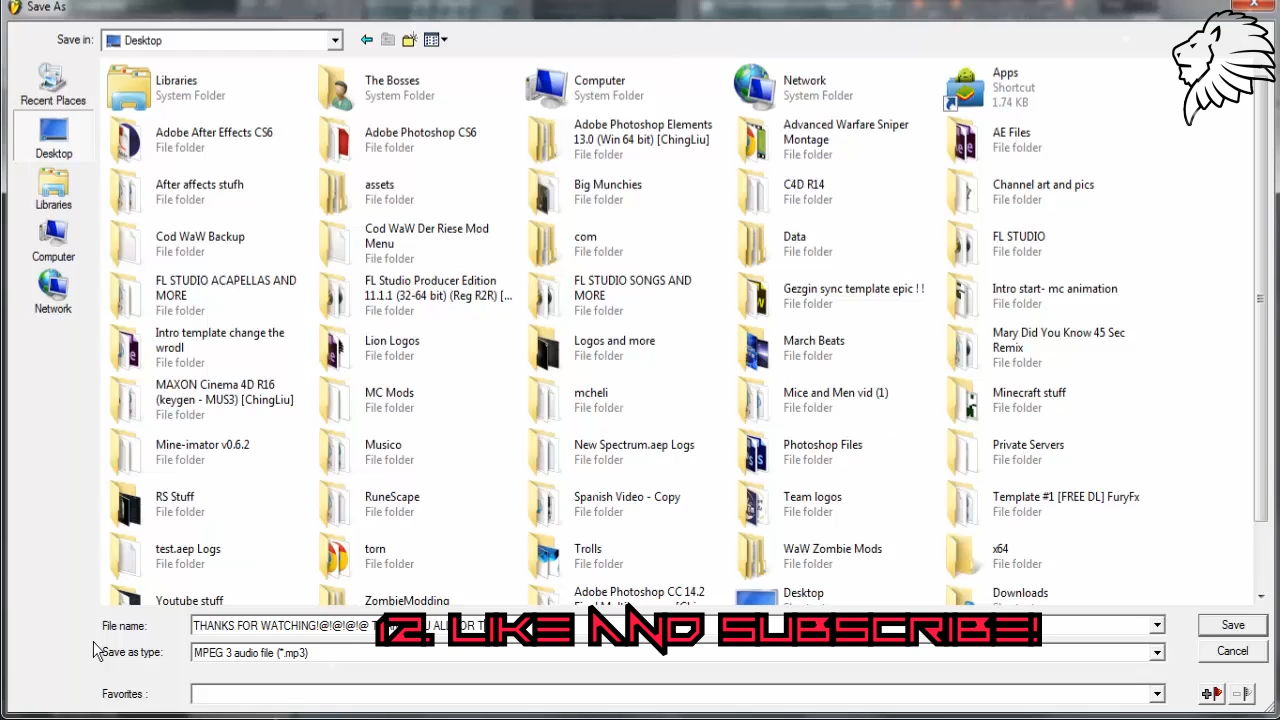 Save As
Save in: Desktop
Recent Places
Desktop
Libraries
Computer
Network
Libraries
System Folder
The Bosses
System Folder
Computer
System Folder
Network
System Folder
Apps
Shortcut
1.74 KB
Adobe After Effects CS6
File folder
Adobe Photoshop CS6
File folder
Adobe Photoshop Elements
13.0 (Win 64 bit) [ChingLiu]
File folder
Advanced Warfare Sniper
Montage
File folder
AE Files
File folder
After affects stufh
File folder
assets
File folder
Big Munchies
File folder
C4D R14
File folder
Channel art and pics
File folder
Cod WaW Backup
File folder
Cod WaW Der Riese Mod
Menu
File folder
com
File folder
Data
File folder
FL STUDIO
File folder
FL STUDIO ACAPELLAS AND
MORE
File folder
FL Studio Producer Edition
11.1.1 (32-64 bit) (Reg R2R) [...
File folder
FL STUDIO SONGS AND
MORE
File folder
Gezgin sync template epic ! !
File folder
Intro start- mc animation
File folder
Intro template change the
wrodl
File folder
Lion Logos
File folder
Logos and more
File folder
March Beats
File folder
Mary Did You Know 45 Sec
Remix
File folder
MAXON Cinema 4D R16
(keygen - MUS3) [ChingLiu]
File folder
MC Mods
File folder
mcheli
File folder
Mice and Men vid (1)
File folder
Minecraft stuff
File folder
Mine-imator v0.6.2
File folder
Musico
File folder
New Spectrum.aep Logs
File folder
Photoshop Files
File folder
Private Servers
File folder
RS Stuff
File folder
RuneScape
File folder
Spanish Video - Copy
File folder
Team logos
File folder
Template #1 [FREE DL] FuryFx
File folder
test.aep Logs
File folder
torn
File folder
Trolls
File folder
WaW Zombie Mods
File folder
x64
File folder
Youtube stuff
ZombieModding
Adobe Photoshop CC 14.2
Desktop
Downloads
File name: THANKS FOR WATCHING!@!@!@!@
12. LIKE AND SUBSCRIBE!
Save
Save as type: MPEG 3 audio file (*.mp3)
Cancel
Favorites :